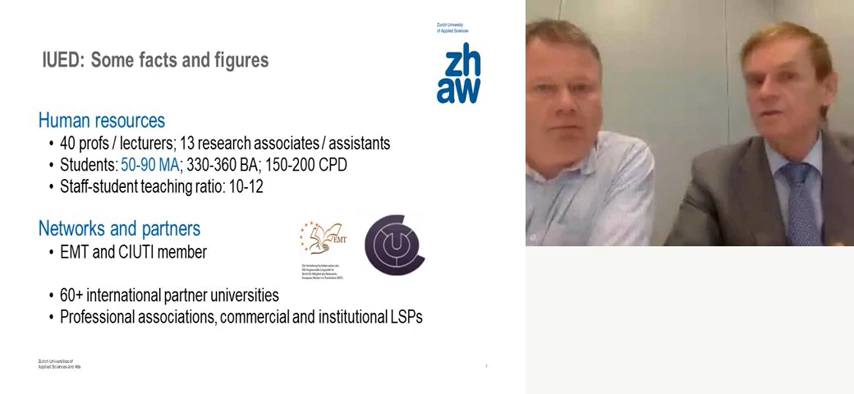 Zurich University
of Applied Sciences
zh
aw
IUED: Some facts and figures
Human resources
• 40 profs / lecturers; 13 research associates / assistants
• Students: 50-90 MA; 330-360 BA; 150-200 CPD
• Staff-student teaching ratio: 10-12
Networks and partners
• EMT and CIUTI member
EMT
• 60+ international partner universities
• Professional associations, commercial and institutional LSPs
Zurich Universities of
Applied Sciences and Arts